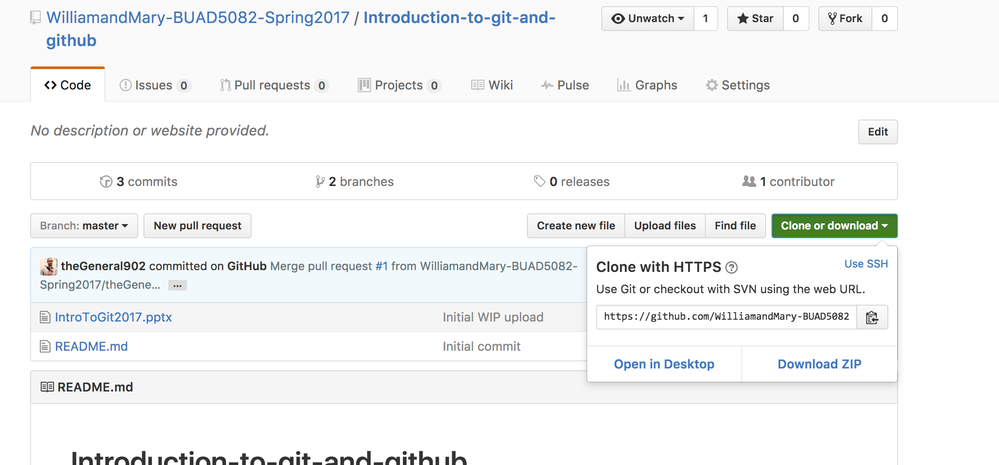 WilliamandMary-BUAD5082-Spring2017 / Introduction-to-git-and-
github
Unwatch 1 Star 0 Fork 0
Code Issues 0 Pull requests 0 Projects 0 Wiki Pulse Graphs Settings
No description or website provided.
Edit
3 commits 2 branches 0 releases 1 contributor
Branch: master New pull request Create new file Upload files Find file Clone or download
theGeneral902 committed on GitHub Merge pull request #1 from WilliamandMary-BUAD5082-
Spring2017/theGene... ...
IntroToGit2017.pptx Initial WIP upload
README.md Initial commit
Clone with HTTPS ? Use SSH
Use Git or checkout with SVN using the web URL.
https://github.com/WilliamandMary-BUAD5082
Open in Desktop Download ZIP
README.md
Introduction-to-git-and-github